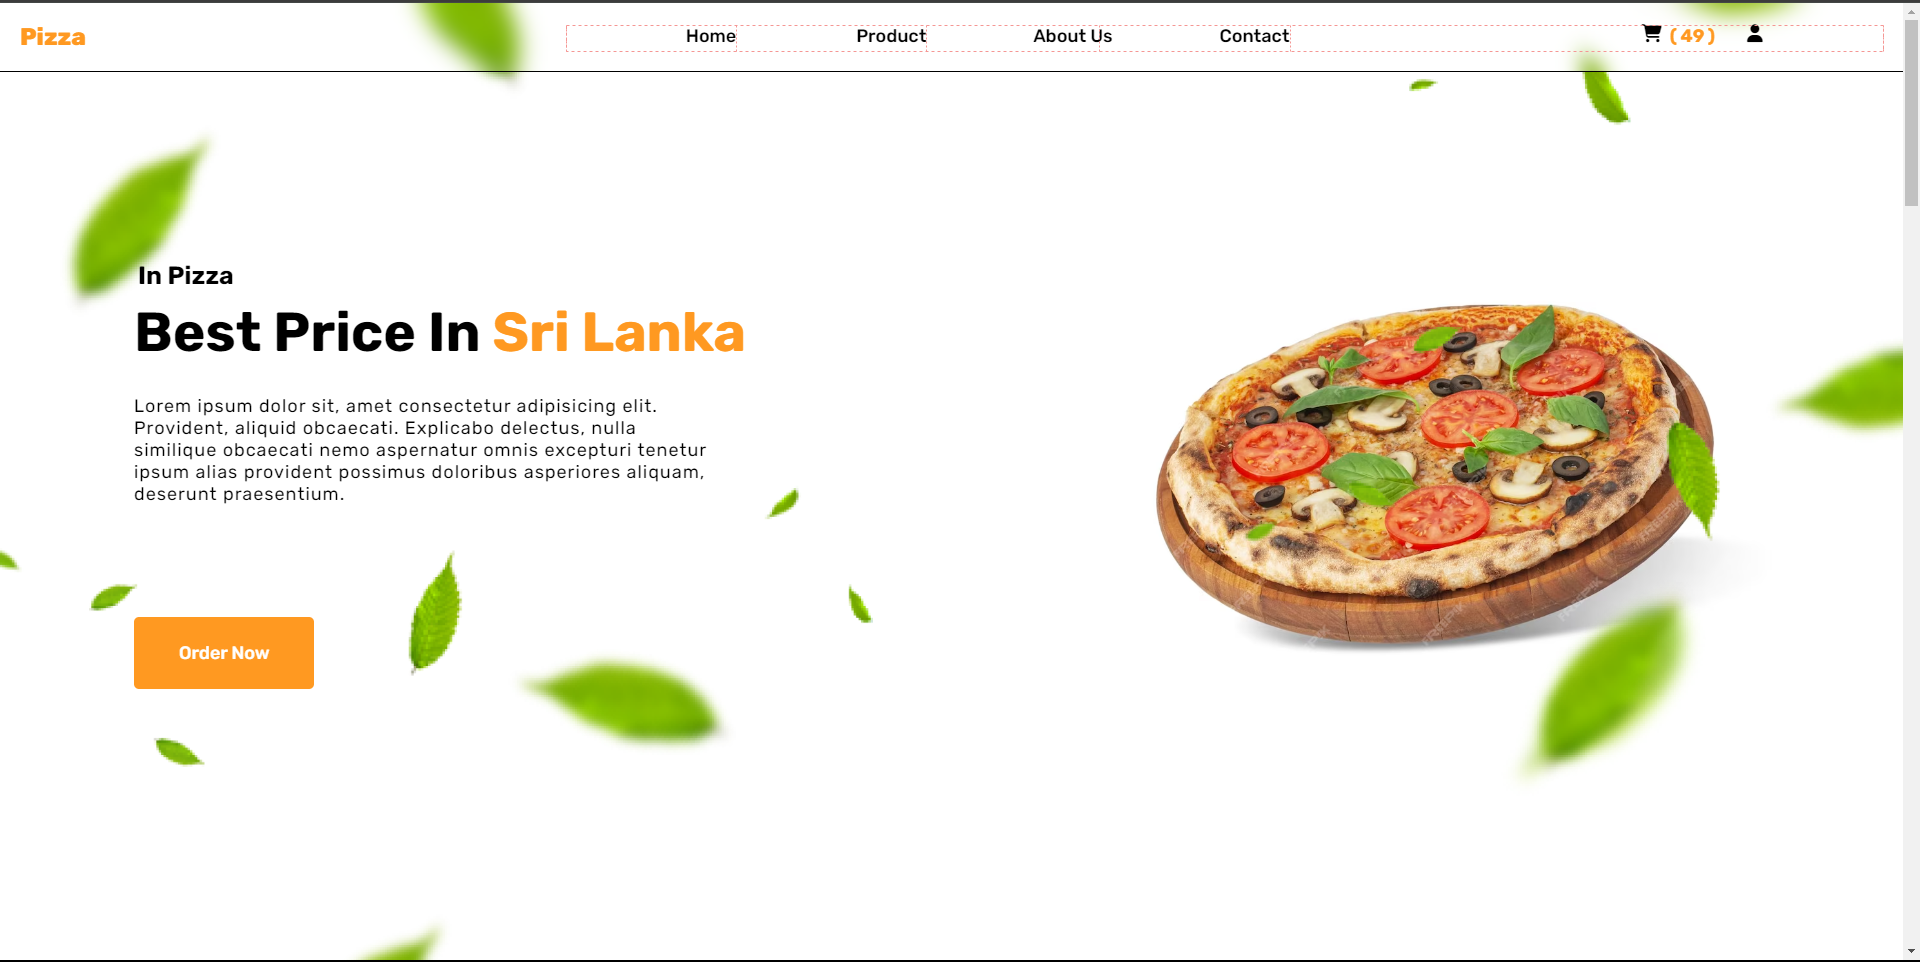 Pizza
Home Product About Us Contact ( 49 )
In Pizza
Best Price In Sri Lanka
Lorem ipsum dolor sit, amet consectetur adipisicing elit.
Provident, aliquid obcaecati. Explicabo delectus, nulla
similique obcaecati nemo aspernatur omnis excepturi tenetur
ipsum alias provident possimus doloribus asperiores aliquam,
deserunt praesentium.
Order Now